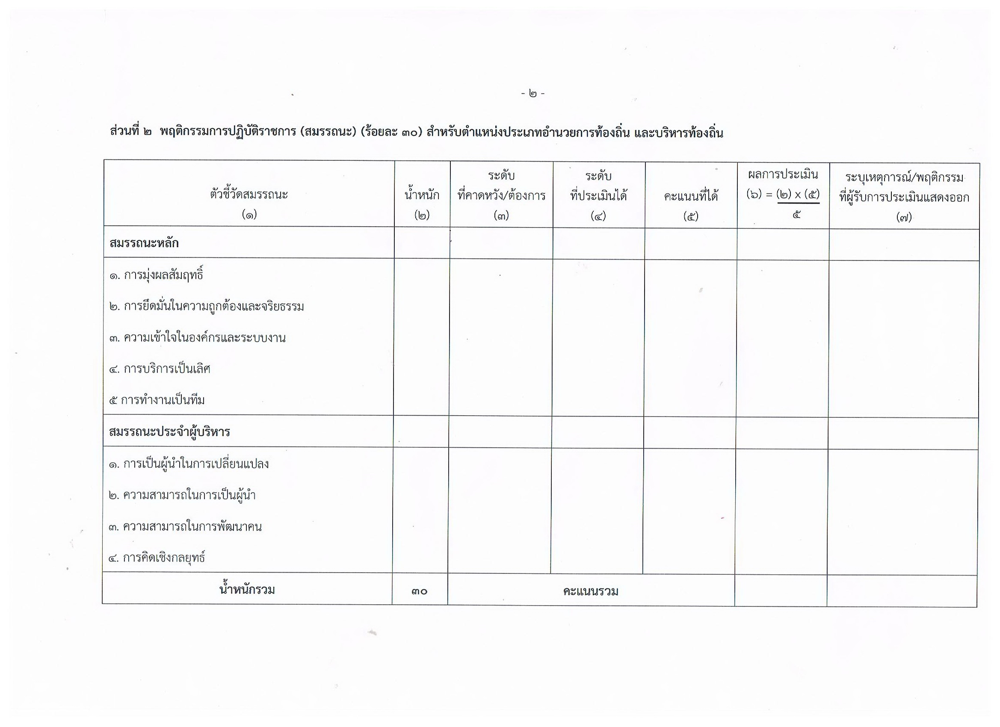 - ๒ -
ส่วนที่ ๒ พฤติกรรมการปฏิบัติราชการ (สมรรถนะ) (ร้อยละ ๓๐) สำหรับตำแหน่งประเภทอำนวยการท้องถิ่น และบริหารท้องถิ่น
ตัวชี้วัดสมรรถนะ
(๑)
น้ำหนัก
(๒)
ระดับ
ที่คาดหวัง/ต้องการ
(๓)
ระดับ
ที่ประเมินได้
(๔)
คะแนนที่ได้
(๕)
ผลการประเมิน
(๖) = (๒) x (๕)
๕
ระบุเหตุการณ์/พฤติกรรม
ที่ผู้รับการประเมินแสดงออก
(๗)
สมรรถนะหลัก
๑. การมุ่งผลสัมฤทธิ์
๒. การยึดมั่นในความถูกต้องและจริยธรรม
๓. ความเข้าใจในองค์กรและระบบงาน
๔. การบริการเป็นเลิศ
๕ การทำงานเป็นทีม
สมรรถนะประจำผู้บริหาร
๑. การเป็นผู้นำในการเปลี่ยนแปลง
๒. ความสามารถในการเป็นผู้นำ
๓. ความสามารถในการพัฒนาคน
๔. การคิดเชิงกลยุทธ์
น้ำหนักรวม ๓๐ คะแนนรวม